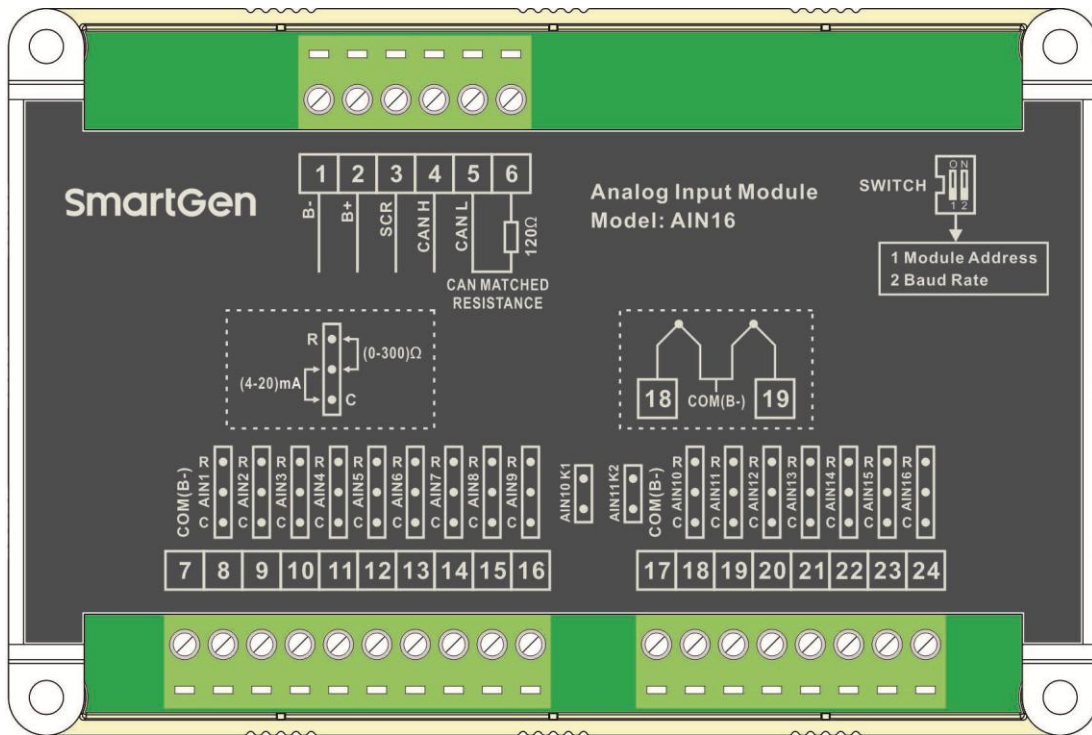 1 2 3 4 5 6
B- B+ SCR CAN H CAN L 120Ω
CAN MATCHED
RESISTANCE
SmartGen
Analog Input Module
Model: AIN16
SWITCH
ON
1 2
1 Module Address
2 Baud Rate
R
(0-300)Ω
(4-20)mA
C
18 COM(B-) 19
COM(B-)
R AIN1 C
R AIN2 C
R AIN3 C
R AIN4 C
R AIN5 C
R AIN6 C
R AIN7 C
R AIN8 C
R AIN9 C
AIN10 K1
AIN11 K2
COM(B-)
R AIN10 C
R AIN11 C
R AIN12 C
R AIN13 C
R AIN14 C
R AIN15 C
R AIN16 C
7 8 9 10 11 12 13 14 15 16
17 18 19 20 21 22 23 24